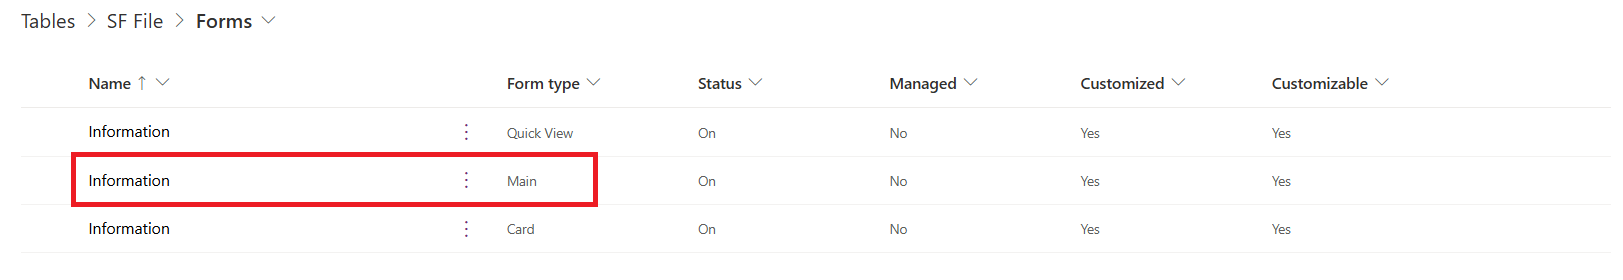 Tables > SF File > Forms
Name ↑ Form type Status Managed Customized Customizable
Information Quick View On No Yes Yes
Information Main On No Yes Yes
Information Card On No Yes Yes